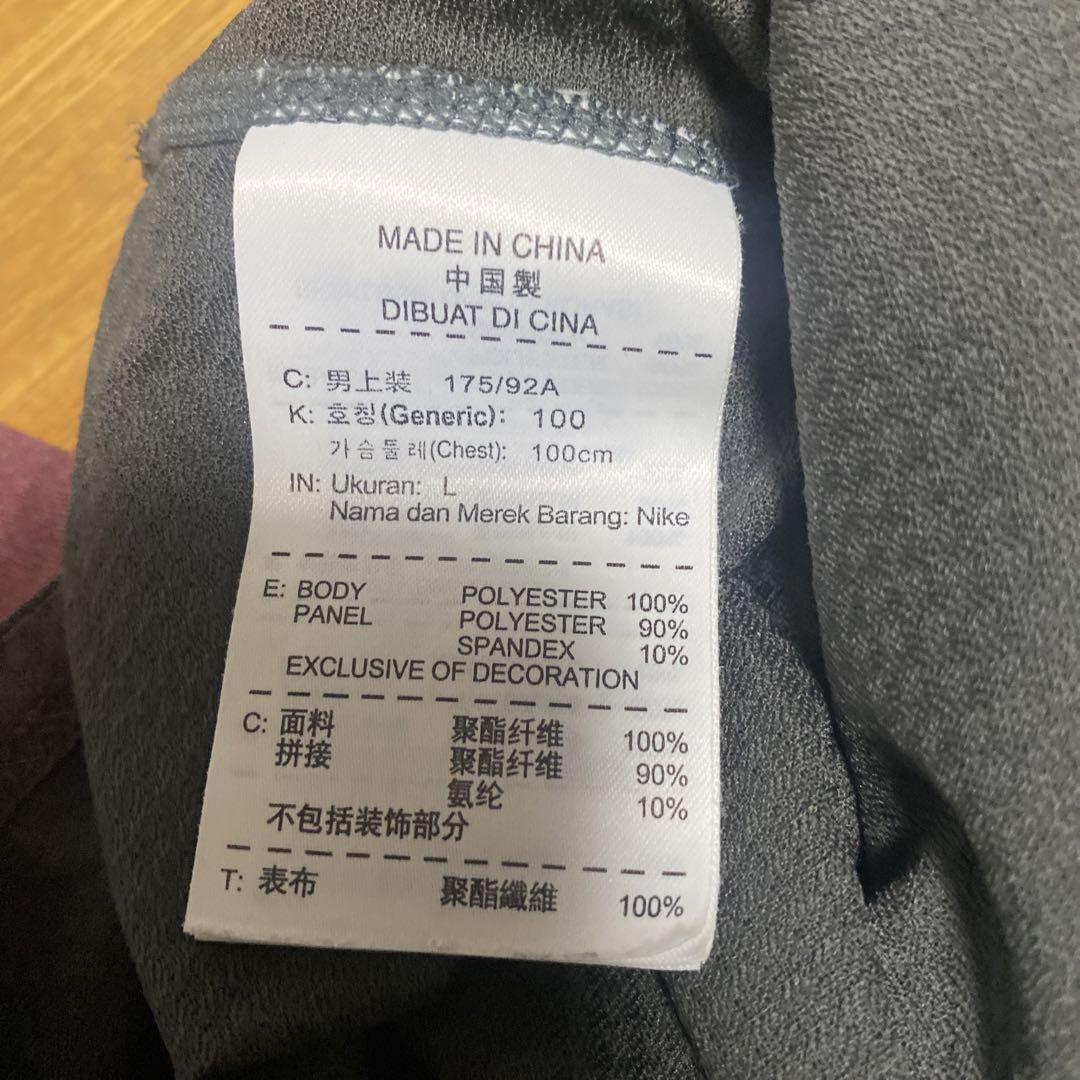 MADE IN CHINA
中国製
DIBUAT DI CINA
C: 男上装 175/92A
K: 호칭(Generic): 100
가슴둘레(Chest): 100cm
IN: Ukuran: L
Nama dan Merek Barang: Nike
E: BODY POLYESTER 100%
PANEL POLYESTER 90%
SPANDEX 10%
EXCLUSIVE OF DECORATION
C: 面料 聚酯纤维 100%
拼接 聚酯纤维 90%
氨纶 10%
不包括装饰部分
T: 表布 聚酯纖維 100%